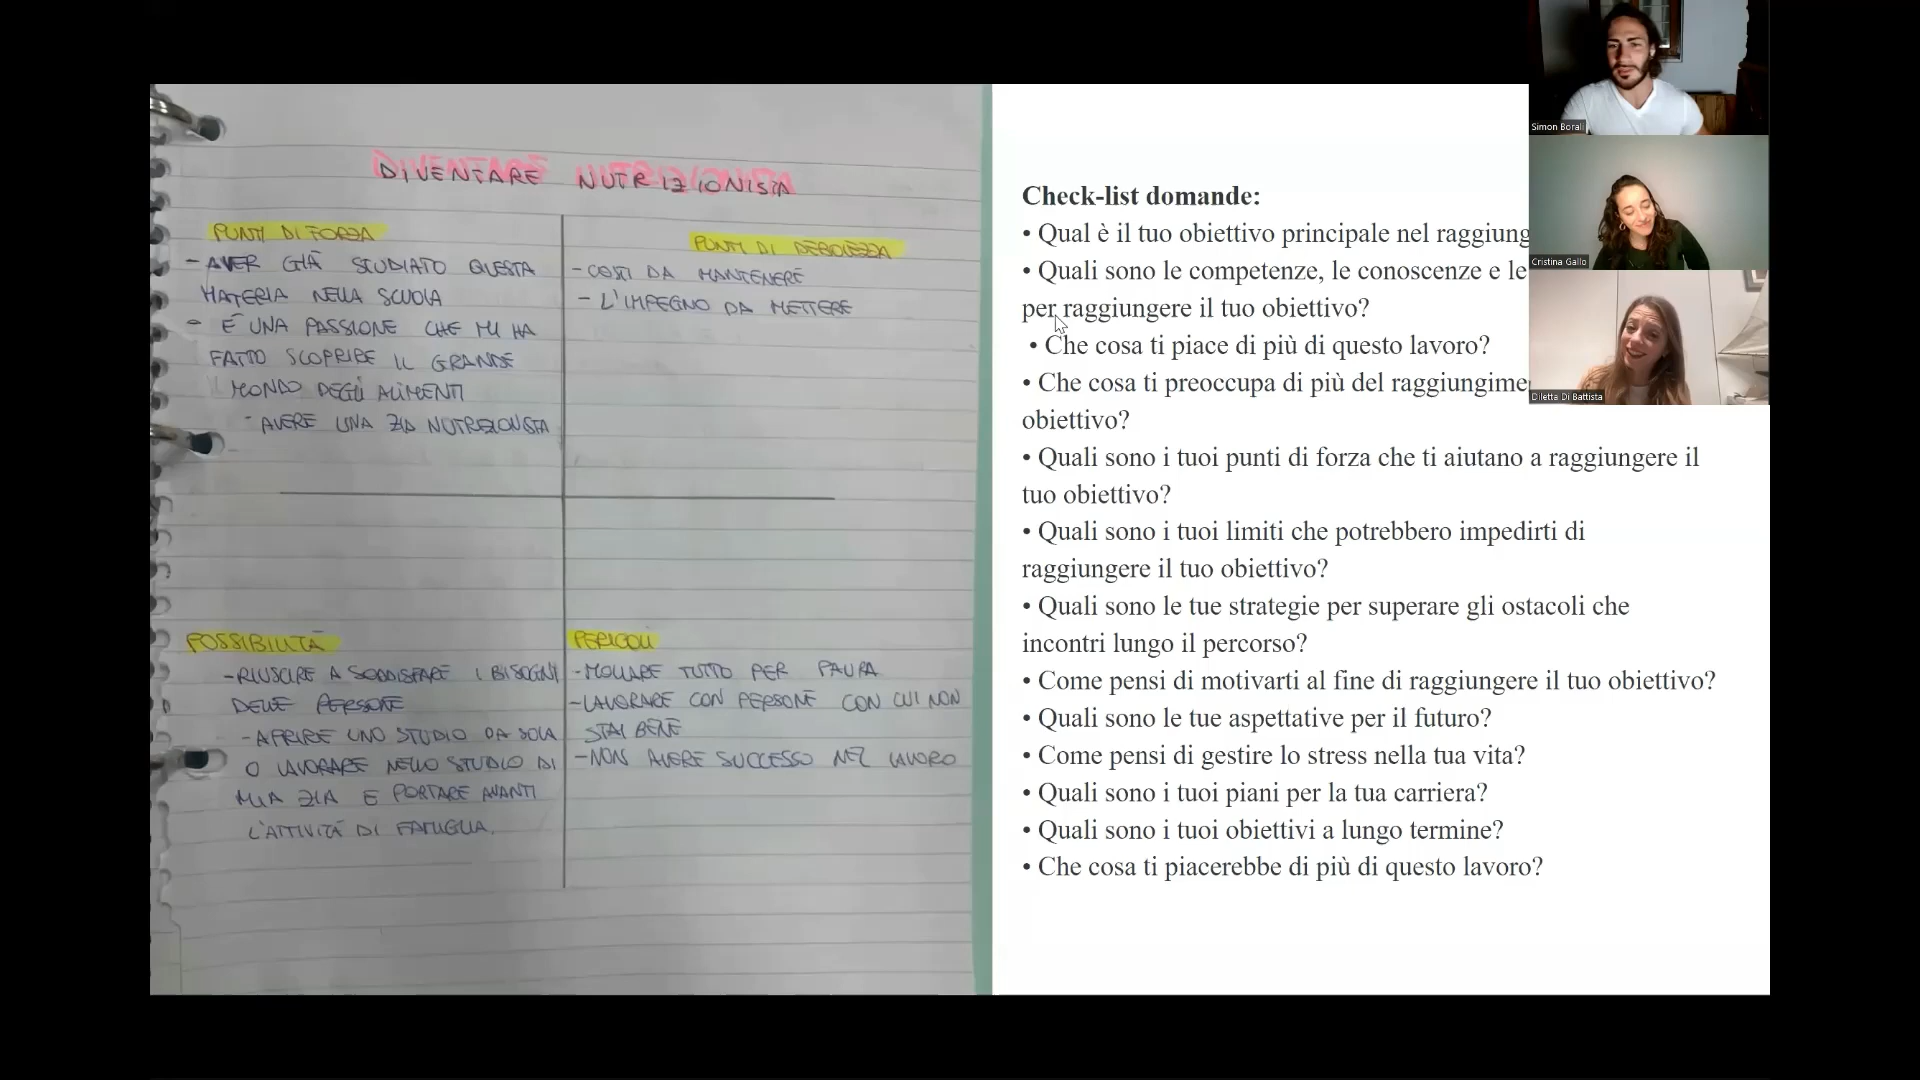 DIVENTARE NUTRIZIONISTA
PUNTI DI FORZA
- AVER GIÀ STUDIATO QUESTA
MATERIA NELLA SCUOLA
- È UNA PASSIONE CHE MI HA
FATTO SCOPRIRE IL GRANDE
MONDO DEGLI ALIMENTI
- AVERE UNA ZIA NUTRIZIONISTA
PUNTI DI DEBOLEZZA
- COSTI DA MANTENERE
- L'IMPEGNO DA METTERE
POSSIBILITÀ
- RIUSCIRE A SODDISFARE I BISOGNI
DELLE PERSONE
- APRIRE UNO STUDIO DA SOLA
O LAVORARE NELLO STUDIO DI
MIA ZIA E PORTARE AVANTI
L'ATTIVITÀ DI FAMIGLIA.
PERICOLI
- MOLLARE TUTTO PER PAURA
- LAVORARE CON PERSONE CON CUI NON
STAI BENE
- NON AVERE SUCCESSO NEL LAVORO
Check-list domande:
• Qual è il tuo obiettivo principale nel raggiung
• Quali sono le competenze, le conoscenze e le
per raggiungere il tuo obiettivo?
• Che cosa ti piace di più di questo lavoro?
• Che cosa ti preoccupa di più del raggiungime
obiettivo?
• Quali sono i tuoi punti di forza che ti aiutano a raggiungere il
tuo obiettivo?
• Quali sono i tuoi limiti che potrebbero impedirti di
raggiungere il tuo obiettivo?
• Quali sono le tue strategie per superare gli ostacoli che
incontri lungo il percorso?
• Come pensi di motivarti al fine di raggiungere il tuo obiettivo?
• Quali sono le tue aspettative per il futuro?
• Come pensi di gestire lo stress nella tua vita?
• Quali sono i tuoi piani per la tua carriera?
• Quali sono i tuoi obiettivi a lungo termine?
• Che cosa ti piacerebbe di più di questo lavoro?
Simon Borali
Cristina Gallo
Diletta Di Battista